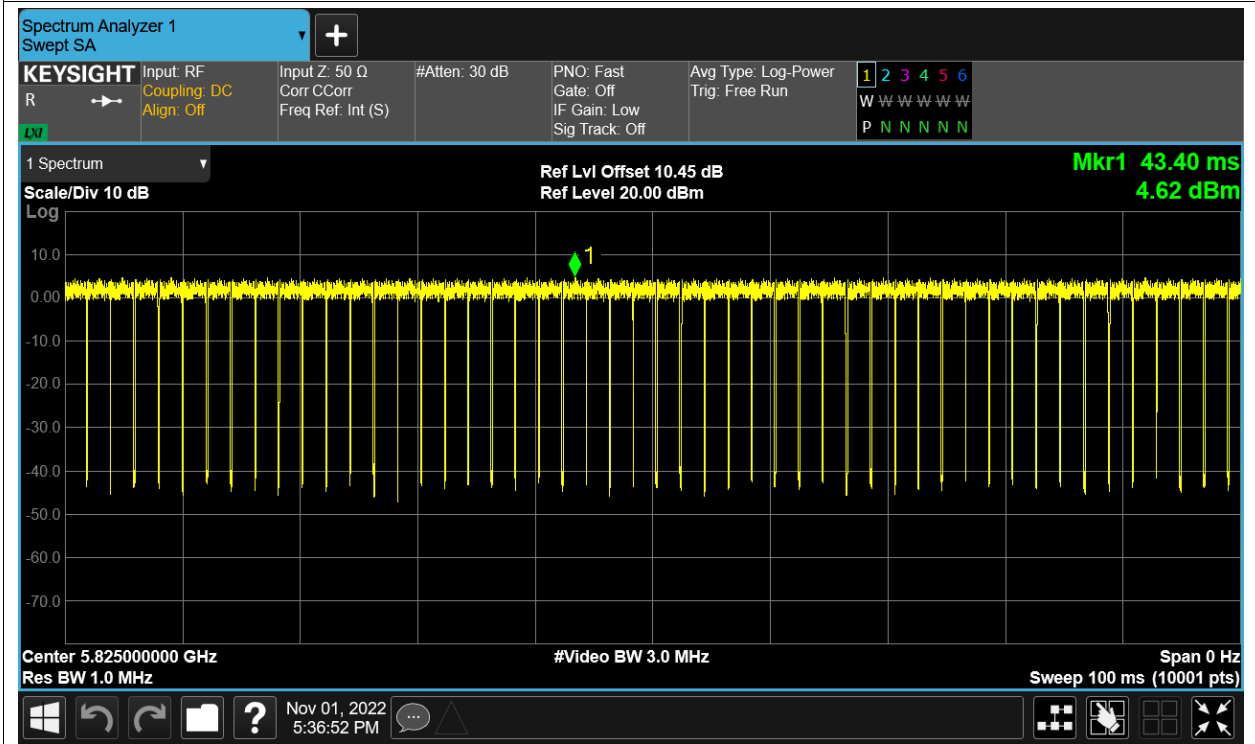 Spectrum Analyzer 1
Swept SA
KEYSIGHT
R
LXI
Input: RF
Coupling: DC
Align: Off
Input Z: 50 Ω
Corr CCorr
Freq Ref: Int (S)
#Atten: 30 dB
PNO: Fast
Gate: Off
IF Gain: Low
Sig Track: Off
Avg Type: Log-Power
Trig: Free Run
1 2 3 4 5 6
W W W W W W
P N N N N N
1 Spectrum
Scale/Div 10 dB
Log
Ref Lvl Offset 10.45 dB
Ref Level 20.00 dBm
Mkr1 43.40 ms
4.62 dBm
1
10.0
0.00
-10.0
-20.0
-30.0
-40.0
-50.0
-60.0
-70.0
Center 5.825000000 GHz
Res BW 1.0 MHz
#Video BW 3.0 MHz
Span 0 Hz
Sweep 100 ms (10001 pts)
?
Nov 01, 2022
5:36:52 PM